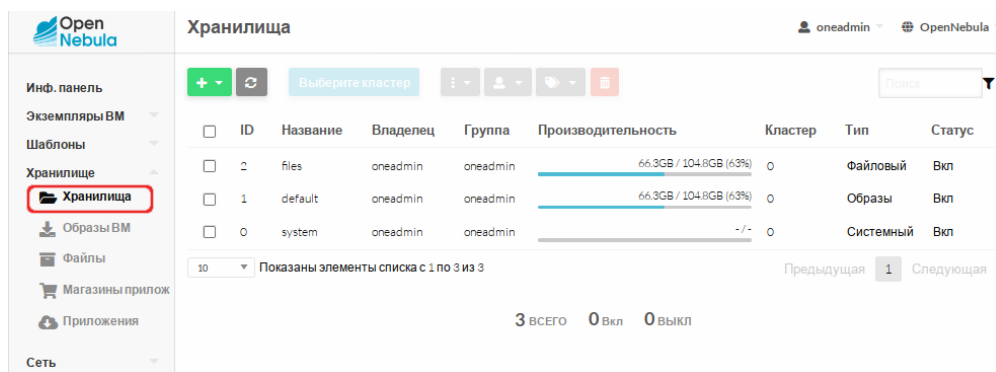 Open
Nebula
Хранилища
oneadmin
OpenNebula
Инф. панель
Экземпляры ВМ
Шаблоны
Хранилище
Хранилища
Образы ВМ
Файлы
Магазины прилож
Приложения
Сеть
Выберите кластер
Поиск
ID Название Владелец Группа Производительность Кластер Тип Статус
2 files oneadmin oneadmin 66.3GB / 104.8GB (63%) 0 Файловый Вкл
1 default oneadmin oneadmin 66.3GB / 104.8GB (63%) 0 Образы Вкл
0 system oneadmin oneadmin - / - 0 Системный Вкл
10 Показаны элементы списка с 1 по 3 из 3
Предыдущая 1 Следующая
3 ВСЕГО 0 Вкл 0 ВЫКЛ